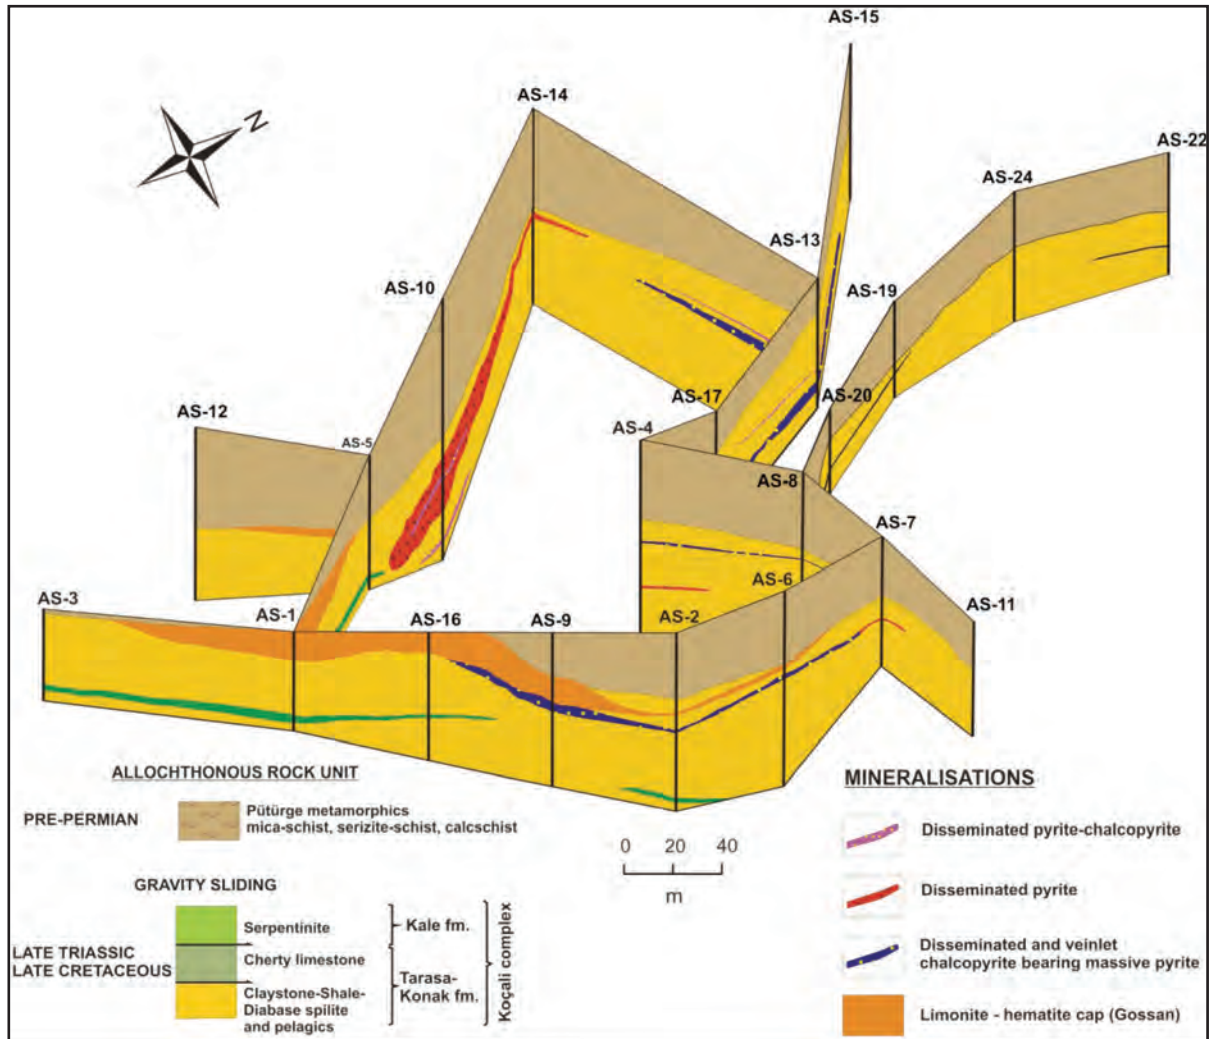 AS-15
AS-14
N
AS-22
AS-24
AS-13
AS-10
AS-19
AS-17
AS-20
AS-12
AS-4
AS-5
AS-8
AS-7
AS-6
AS-3
AS-1
AS-16
AS-9
AS-2
AS-11
ALLOCHTHONOUS ROCK UNIT
PRE-PERMIAN
Pütürge metamorphics
mica-schist, serizite-schist, calcschist
GRAVITY SLIDING
LATE TRIASSIC
LATE CRETACEOUS
Serpentinite
Cherty limestone
Claystone-Shale-
Diabase spilite
and pelagics
Kale fm.
Tarasa-
Konak fm.
Koçali complex
0 20 40
m
MINERALISATIONS
Disseminated pyrite-chalcopyrite
Disseminated pyrite
Disseminated and veinlet
chalcopyrite bearing massive pyrite
Limonite - hematite cap (Gossan)